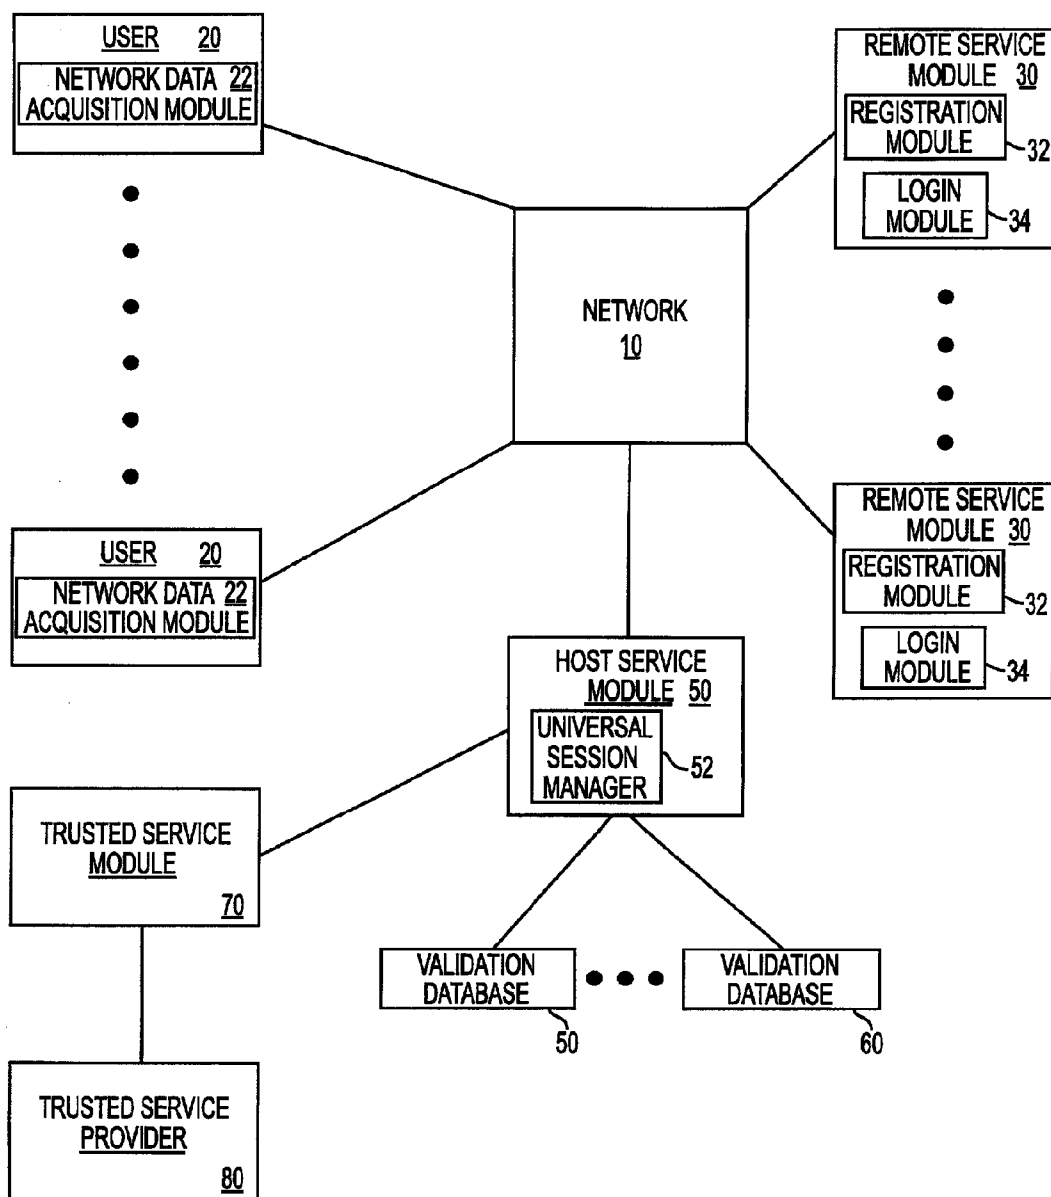 USER 20
NETWORK DATA 22
ACQUISITION MODULE
REMOTE SERVICE
MODULE 30
REGISTRATION
MODULE
32
LOGIN
MODULE
34
NETWORK
10
USER 20
NETWORK DATA 22
ACQUISITION MODULE
REMOTE SERVICE
MODULE 30
REGISTRATION
MODULE
32
LOGIN
MODULE
34
HOST SERVICE
MODULE 50
UNIVERSAL
SESSION
MANAGER
52
TRUSTED SERVICE
MODULE
70
VALIDATION
DATABASE
50
VALIDATION
DATABASE
60
TRUSTED SERVICE
PROVIDER
80